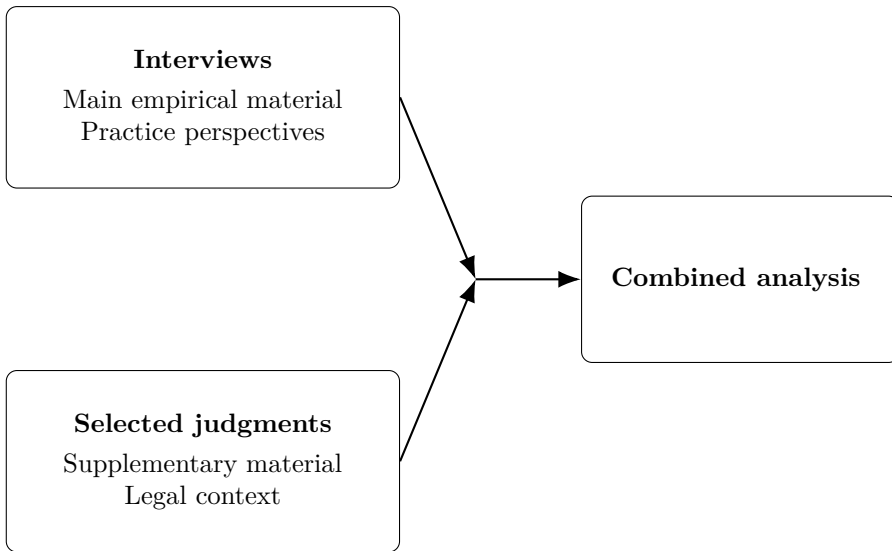 Interviews
Main empirical material
Practice perspectives
Combined analysis
Selected judgments
Supplementary material
Legal context